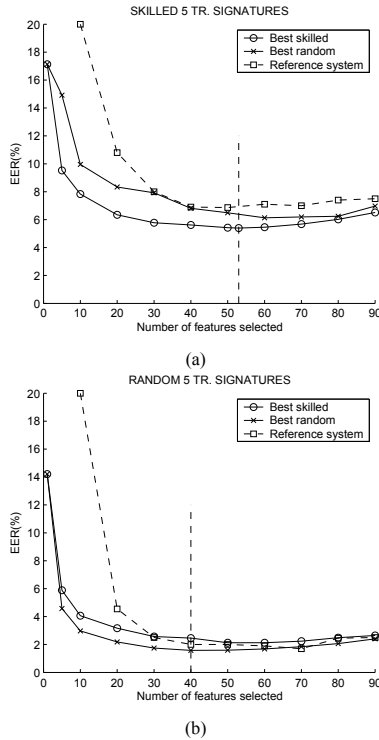 SKILLED 5 TR. SIGNATURES
20
18
16
14
12
10
8
6
4
2
0
EER(%)
Best skilled
Best random
Reference system
0 10 20 30 40 50 60 70 80 90
Number of features selected
(a)
RANDOM 5 TR. SIGNATURES
20
18
16
14
12
10
8
6
4
2
0
EER(%)
Best skilled
Best random
Reference system
0 10 20 30 40 50 60 70 80 90
Number of features selected
(b)